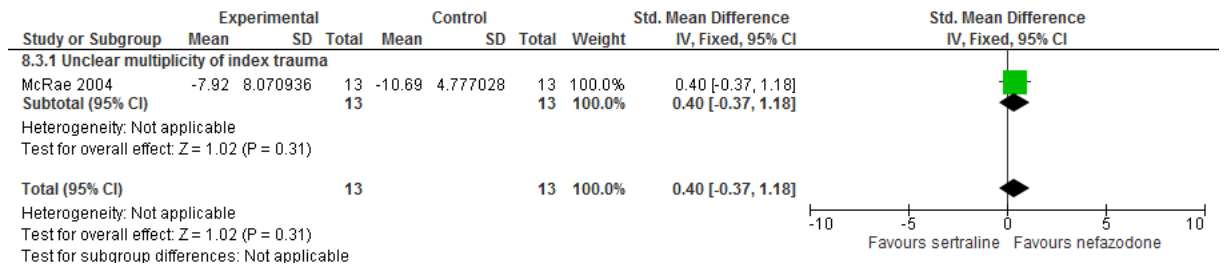 Experimental Control Std. Mean Difference Std. Mean Difference
Study or Subgroup Mean SD Total Mean SD Total Weight IV, Fixed, 95% CI IV, Fixed, 95% CI
8.3.1 Unclear multiplicity of index trauma
McRae 2004 -7.92 8.070936 13 -10.69 4.777028 13 100.0% 0.40 [-0.37, 1.18]
Subtotal (95% CI) 13 13 100.0% 0.40 [-0.37, 1.18]
Heterogeneity: Not applicable
Test for overall effect: Z = 1.02 (P = 0.31)
Total (95% CI) 13 13 100.0% 0.40 [-0.37, 1.18]
Heterogeneity: Not applicable
Test for overall effect: Z = 1.02 (P = 0.31)
Test for subgroup differences: Not applicable
-10 -5 0 5 10
Favours sertraline Favours nefazodone